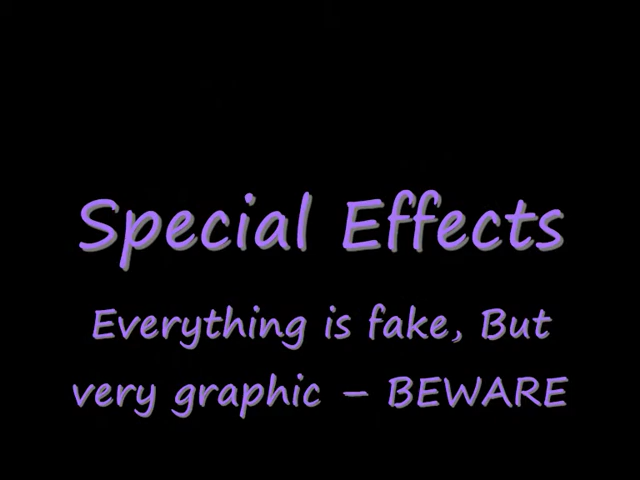 Special Effects
Everything is fake, But
very graphic – BEWARE